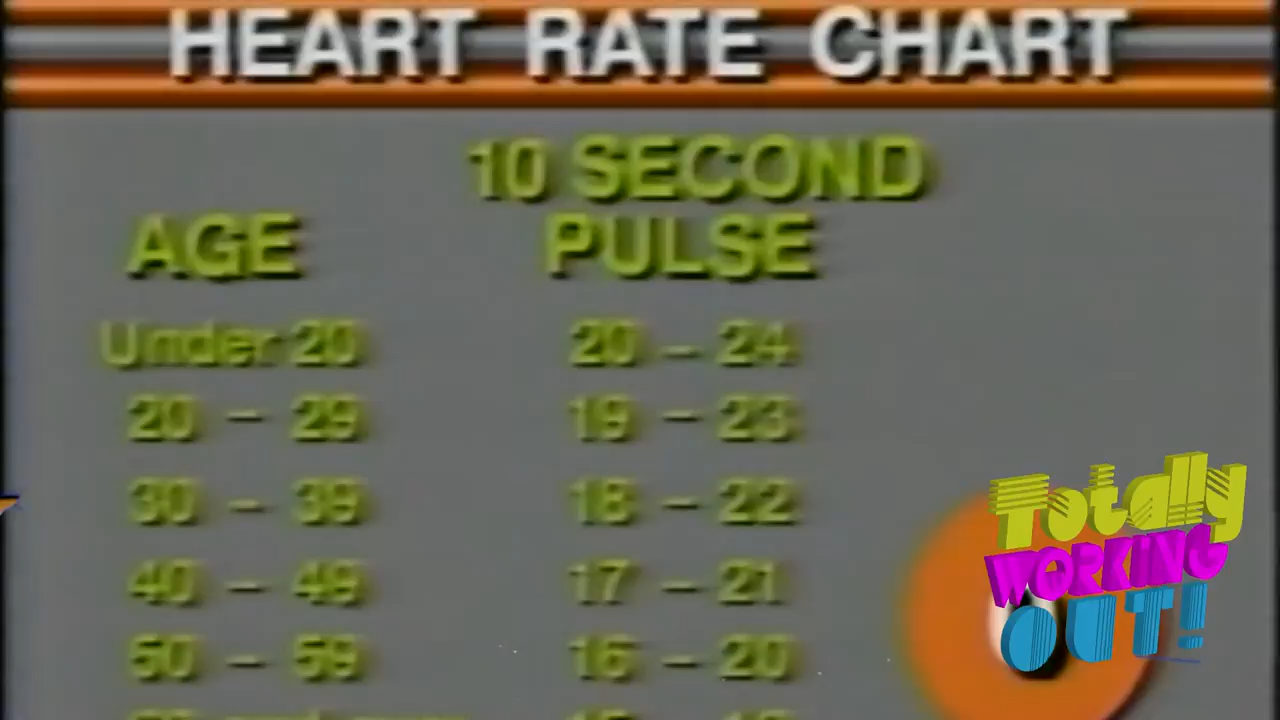 HEART RATE CHART
10 SECOND
AGE PULSE
Under 20 20 - 24
20 - 29 19 - 23
30 - 39 18 - 22
40 - 49 17 - 21
50 - 59 16 - 20
Totally
WORKING
OUT!